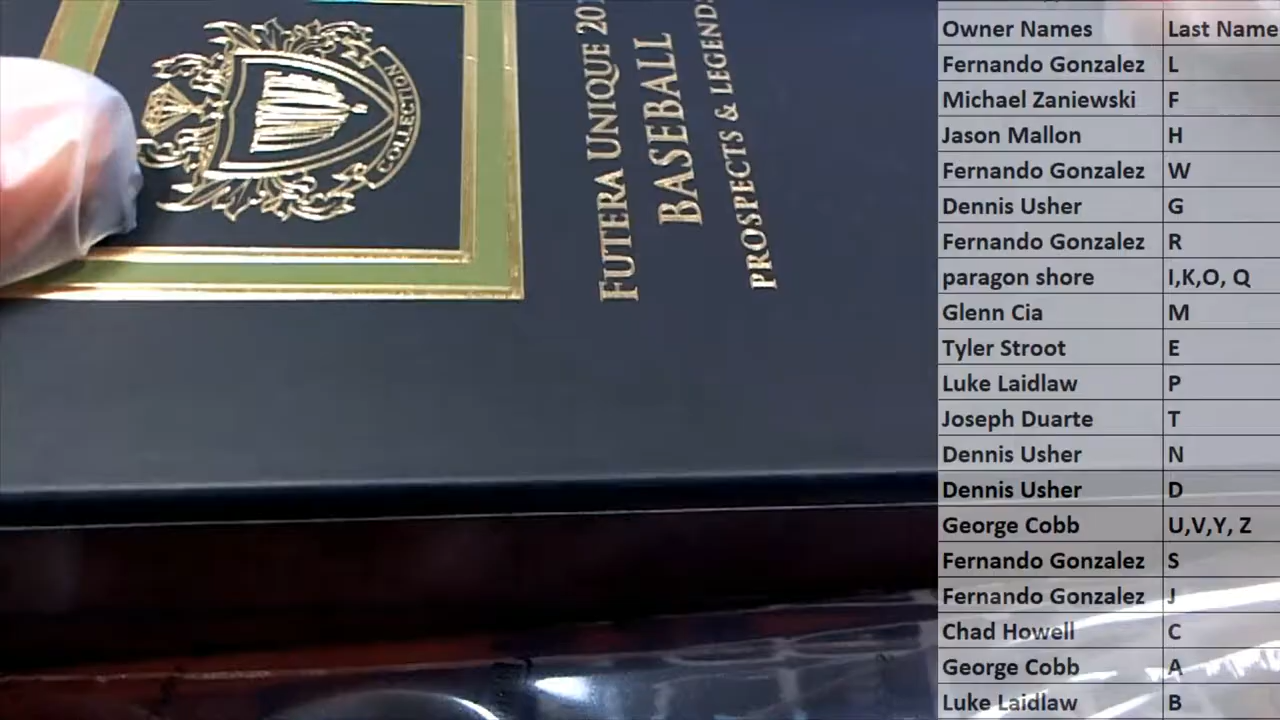 COLLECTION
FUTERA UNIQUE 20
BASEBALL
PROSPECTS & LEGENDS
Owner Names Last Name
Fernando Gonzalez L
Michael Zaniewski F
Jason Mallon H
Fernando Gonzalez W
Dennis Usher G
Fernando Gonzalez R
paragon shore I,K,O, Q
Glenn Cia M
Tyler Stroot E
Luke Laidlaw P
Joseph Duarte T
Dennis Usher N
Dennis Usher D
George Cobb U,V,Y, Z
Fernando Gonzalez S
Fernando Gonzalez J
Chad Howell C
George Cobb A
Luke Laidlaw B